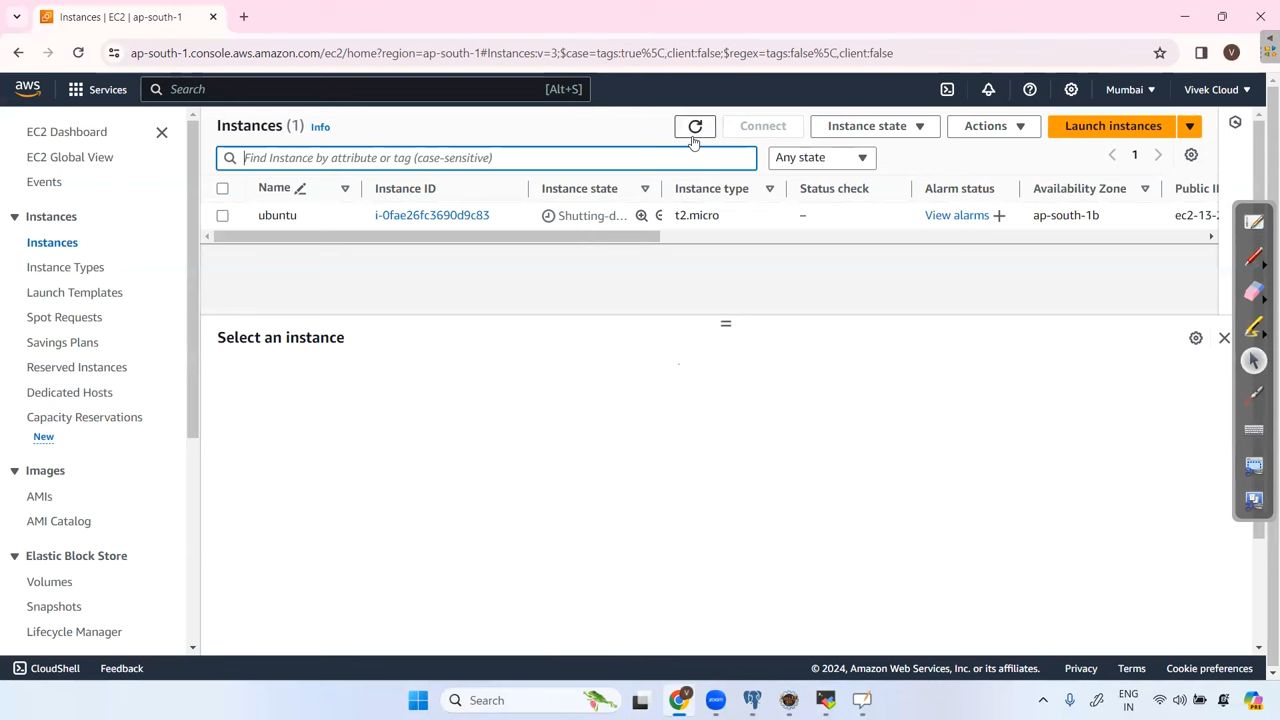 Instances | EC2 | ap-south-1
ap-south-1.console.aws.amazon.com/ec2/home?region=ap-south-1#Instances:v=3;$case=tags:true%5C,client:false;$regex=tags:false%5C,client:false
V
aws
Services
Search
[Alt+S]
Mumbai
Vivek Cloud
EC2 Dashboard
EC2 Global View
Events
Instances
Instances
Instance Types
Launch Templates
Spot Requests
Savings Plans
Reserved Instances
Dedicated Hosts
Capacity Reservations
New
Images
AMIs
AMI Catalog
Elastic Block Store
Volumes
Snapshots
Lifecycle Manager
Instances (1)
Info
Connect
Instance state
Actions
Launch instances
Find Instance by attribute or tag (case-sensitive)
Any state
1
Name
Instance ID
Instance state
Instance type
Status check
Alarm status
Availability Zone
Public I
ubuntu
i-0fae26fc3690d9c83
Shutting-d...
t2.micro
–
View alarms
ap-south-1b
ec2-13-2
Select an instance
CloudShell
Feedback
© 2024, Amazon Web Services, Inc. or its affiliates.
Privacy
Terms
Cookie preferences
Search
V
zoom
ENG
IN
PRE